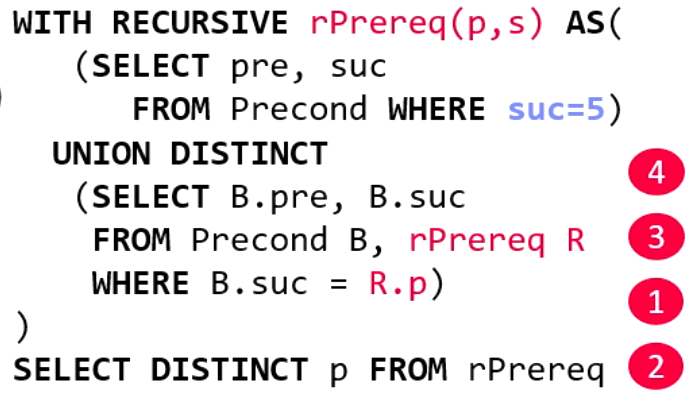 WITH RECURSIVE rPrereq(p,s) AS(
(SELECT pre, suc
FROM Precond WHERE suc=5)
UNION DISTINCT
4
(SELECT B.pre, B.suc
FROM Precond B, rPrereq R
3
WHERE B.suc = R.p)
1
)
SELECT DISTINCT p FROM rPrereq
2